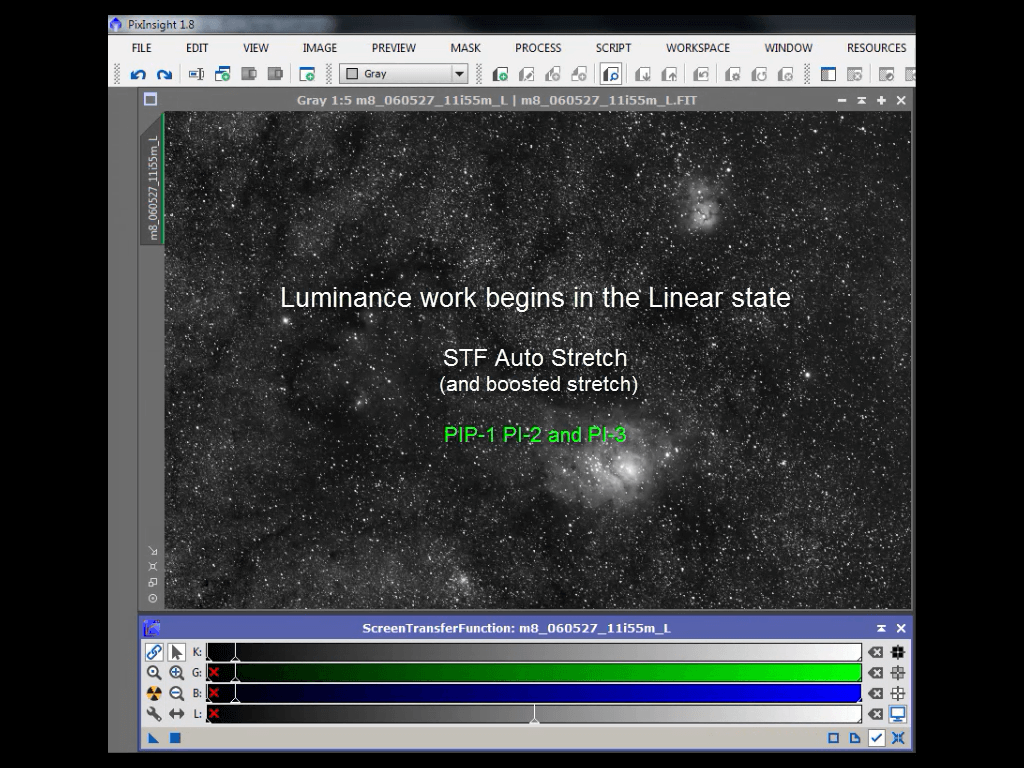 PixInsight 1.8
FILE EDIT VIEW IMAGE PREVIEW MASK PROCESS SCRIPT WORKSPACE WINDOW RESOURCES
Gray
Gray 1:5 m8_060527_11i55m_L | m8_060527_11i55m_L.FIT
m8_060527_11i55m_L
Luminance work begins in the Linear state
STF Auto Stretch
(and boosted stretch)
PIP-1 PI-2 and PI-3
ScreenTransferFunction: m8_060527_11i55m_L
K:
G:
B:
L: